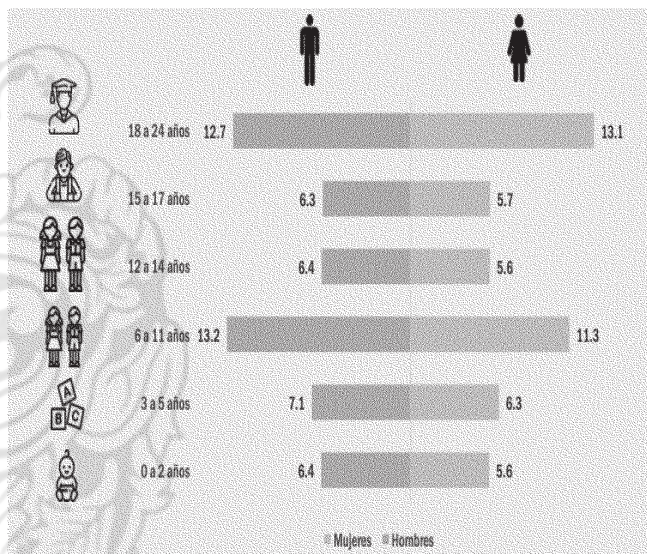 18 a 24 años 12.7 13.1
15 a 17 años 6.3 5.7
12 a 14 años 6.4 5.6
6 a 11 años 13.2 11.3
A
B C
3 a 5 años 7.1 6.3
0 a 2 años 6.4 5.6
Mujeres Hombres